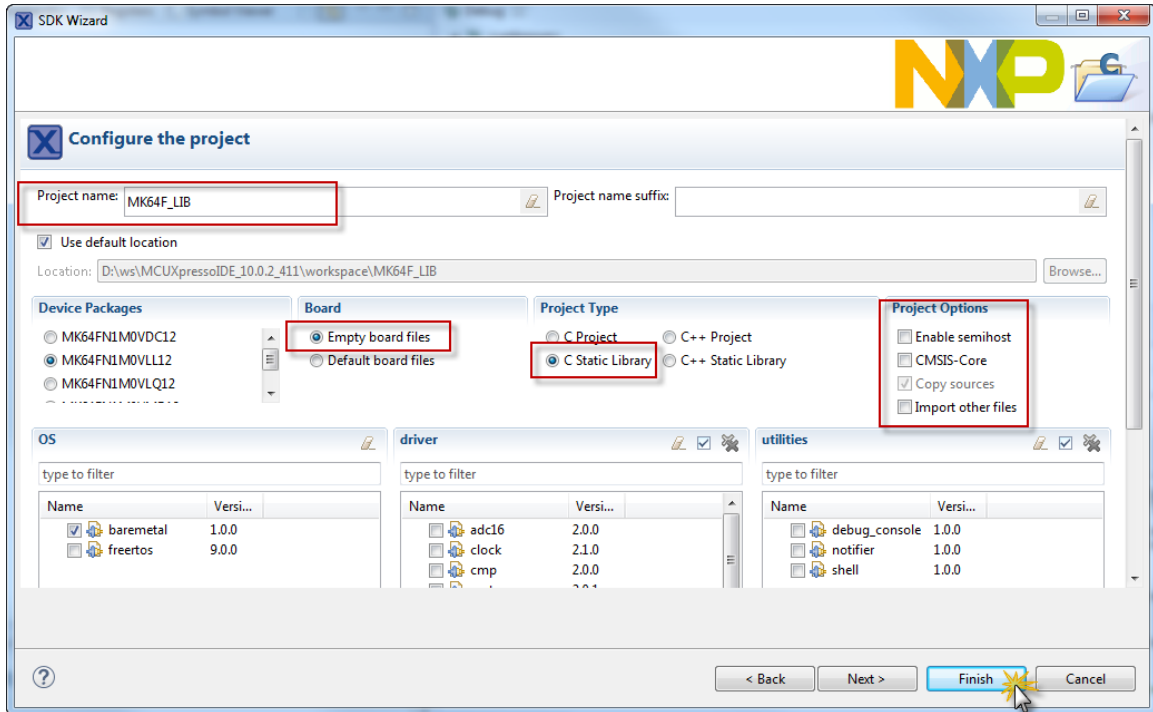 SDK Wizard
NXP
Configure the project
Project name: MK64F_LIB Project name suffix:
Use default location
Location: D:\ws\MCUXpressoIDE_10.0.2_411\workspace\MK64F_LIB Browse...
Device Packages Board Project Type Project Options
MK64FN1M0VDC12 Empty board files C Project C++ Project Enable semihost
MK64FN1M0VLL12 Default board files C Static Library C++ Static Library CMSIS-Core
MK64FN1M0VLQ12 Copy sources
Import other files
OS driver utilities
type to filter type to filter type to filter
Name Versi... Name Versi... Name Versi...
baremetal 1.0.0 adc16 2.0.0 debug_console 1.0.0
freertos 9.0.0 clock 2.1.0 notifier 1.0.0
cmp 2.0.0 shell 1.0.0
< Back Next > Finish Cancel